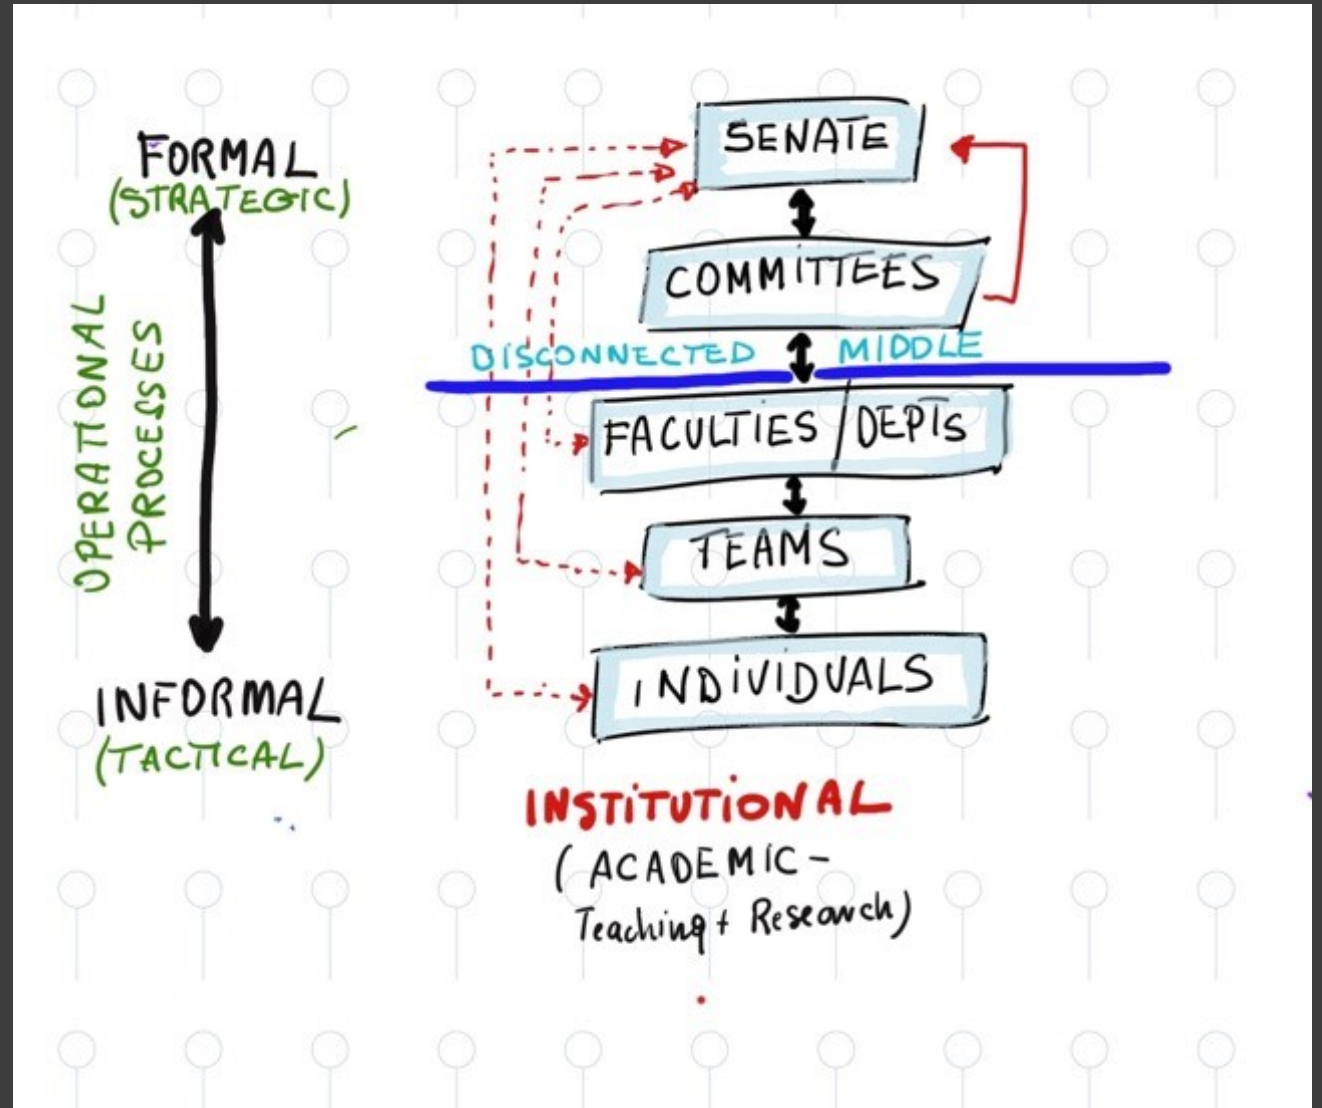 FORMAL
(STRATEGIC)
OPERATIONAL
PROCESSES
INFORMAL
(TACTICAL)
SENATE
COMMITTEES
DISCONNECTED MIDDLE
FACULTIES / DEPTS
TEAMS
INDIVIDUALS
INSTITUTIONAL
(ACADEMIC-
Teaching + Research)